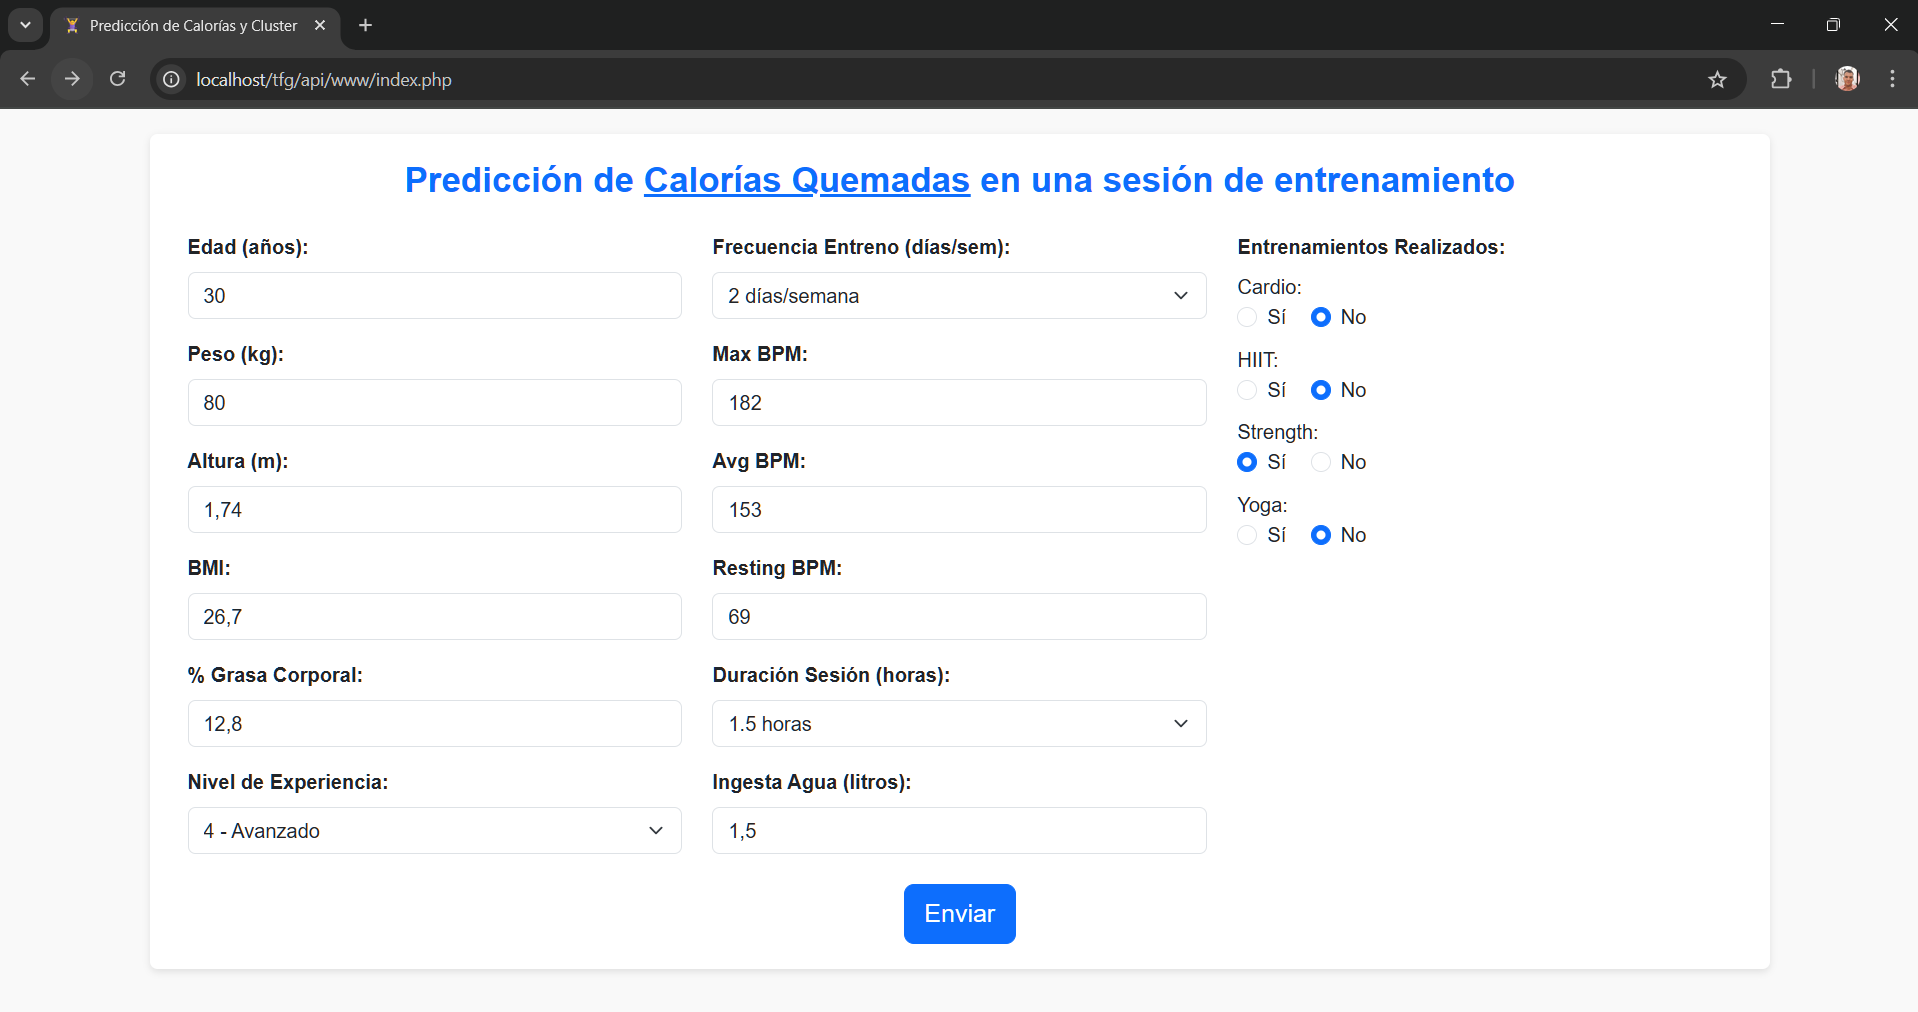 Predicción de Calorías y Cluster
localhost/tfg/api/www/index.php
Predicción de Calorías Quemadas en una sesión de entrenamiento
Edad (años):
30
Peso (kg):
80
Altura (m):
1,74
BMI:
26,7
% Grasa Corporal:
12,8
Nivel de Experiencia:
4 - Avanzado
Frecuencia Entreno (días/sem):
2 días/semana
Max BPM:
182
Avg BPM:
153
Resting BPM:
69
Duración Sesión (horas):
1.5 horas
Ingesta Agua (litros):
1,5
Entrenamientos Realizados:
Cardio:
Sí No
HIIT:
Sí No
Strength:
Sí No
Yoga:
Sí No
Enviar